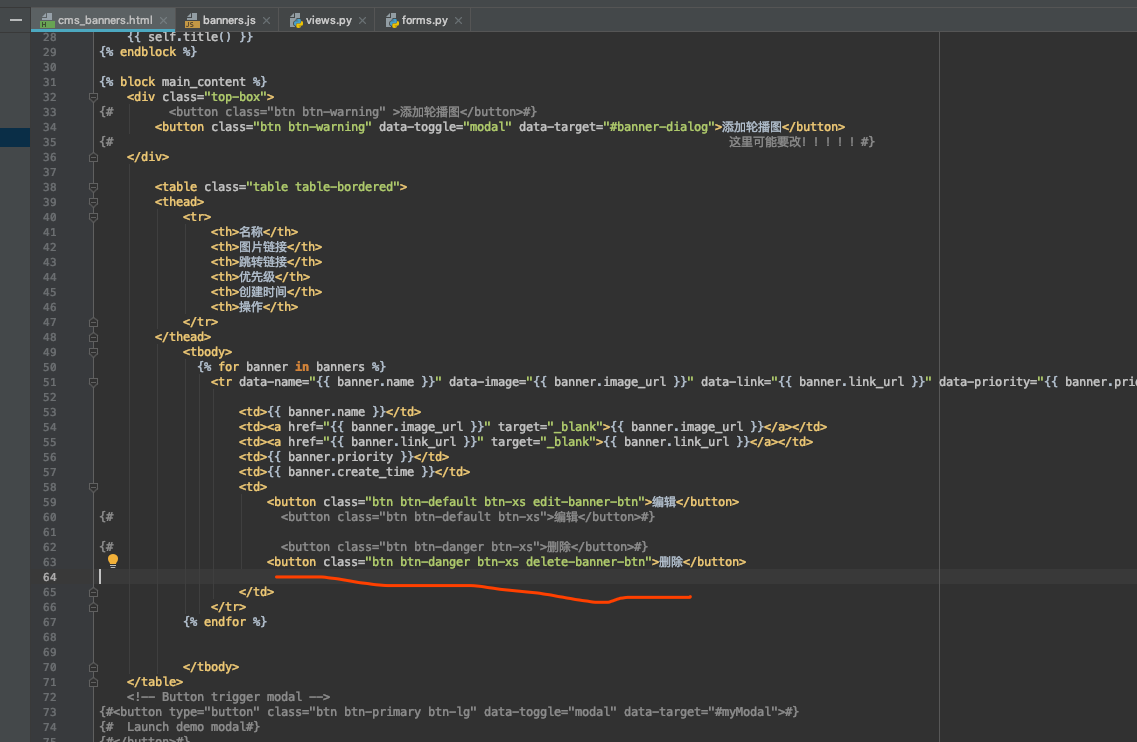 cms_banners.html banners.js views.py forms.py
28 {{ self.title() }}
29 {% endblock %}
30
31 {% block main_content %}
32 <div class="top-box">
33 {# <button class="btn btn-warning" >添加轮播图</button>#}
34 <button class="btn btn-warning" data-toggle="modal" data-target="#banner-dialog">添加轮播图</button>
35 {# 这里可能要改!!!!!#}
36 </div>
37
38 <table class="table table-bordered">
39 <thead>
40 <tr>
41 <th>名称</th>
42 <th>图片链接</th>
43 <th>跳转链接</th>
44 <th>优先级</th>
45 <th>创建时间</th>
46 <th>操作</th>
47 </tr>
48 </thead>
49 <tbody>
50 {% for banner in banners %}
51 <tr data-name="{{ banner.name }}" data-image="{{ banner.image_url }}" data-link="{{ banner.link_url }}" data-priority="{{ banner.pri
52
53 <td>{{ banner.name }}</td>
54 <td><a href="{{ banner.image_url }}" target="_blank">{{ banner.image_url }}</a></td>
55 <td><a href="{{ banner.link_url }}" target="_blank">{{ banner.link_url }}</a></td>
56 <td>{{ banner.priority }}</td>
57 <td>{{ banner.create_time }}</td>
58 <td>
59 <button class="btn btn-default btn-xs edit-banner-btn">编辑</button>
60 {# <button class="btn btn-default btn-xs">编辑</button>#}
61
62 {# <button class="btn btn-danger btn-xs">删除</button>#}
63 <button class="btn btn-danger btn-xs delete-banner-btn">删除</button>
64
65 </td>
66 </tr>
67 {% endfor %}
68
69
70 </tbody>
71 </table>
72 <!-- Button trigger modal -->
73 {#<button type="button" class="btn btn-primary btn-lg" data-toggle="modal" data-target="#myModal">#}
74 {# Launch demo modal#}
75 {#</button>#}